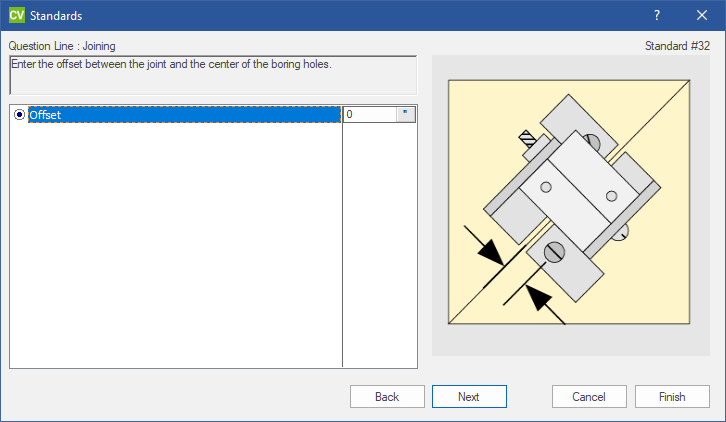 CV Standards ?
Question Line : Joining Standard #32
Enter the offset between the joint and the center of the boring holes.
Offset 0 "
Back Next Cancel Finish